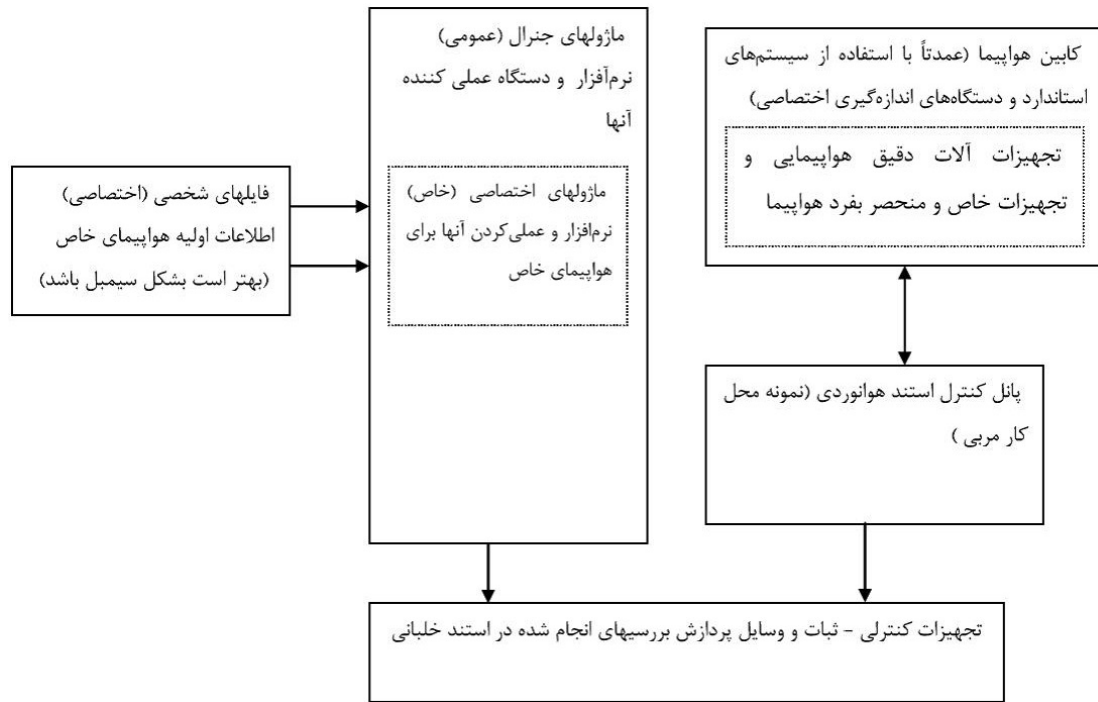 کابین هواپیما (عمدتاً با استفاده از سیستم‌های
استاندارد و دستگاه‌های اندازه‌گیری اختصاصی)
تجهیزات آلات دقیق هواپیمایی و
تجهیزات خاص و منحصر بفرد هواپیما
ماژولهای جنرال (عمومی)
نرم‌آفزار و دستگاه عملی کننده
آنها
ماژولهای اختصاصی (خاص)
نرم‌افزار و عملی‌کردن آنها برای
هواپیمای خاص
فایلهای شخصی (اختصاصی)
اطلاعات اولیه هواپیمای خاص
(بهتر است بشکل سیمبل باشد)
پانل کنترل استند هوانوردی (نمونه محل
کار مربی )
تجهیزات کنترلی – ثبات و وسایل پردازش بررسیهای انجام شده در استند خلبانی